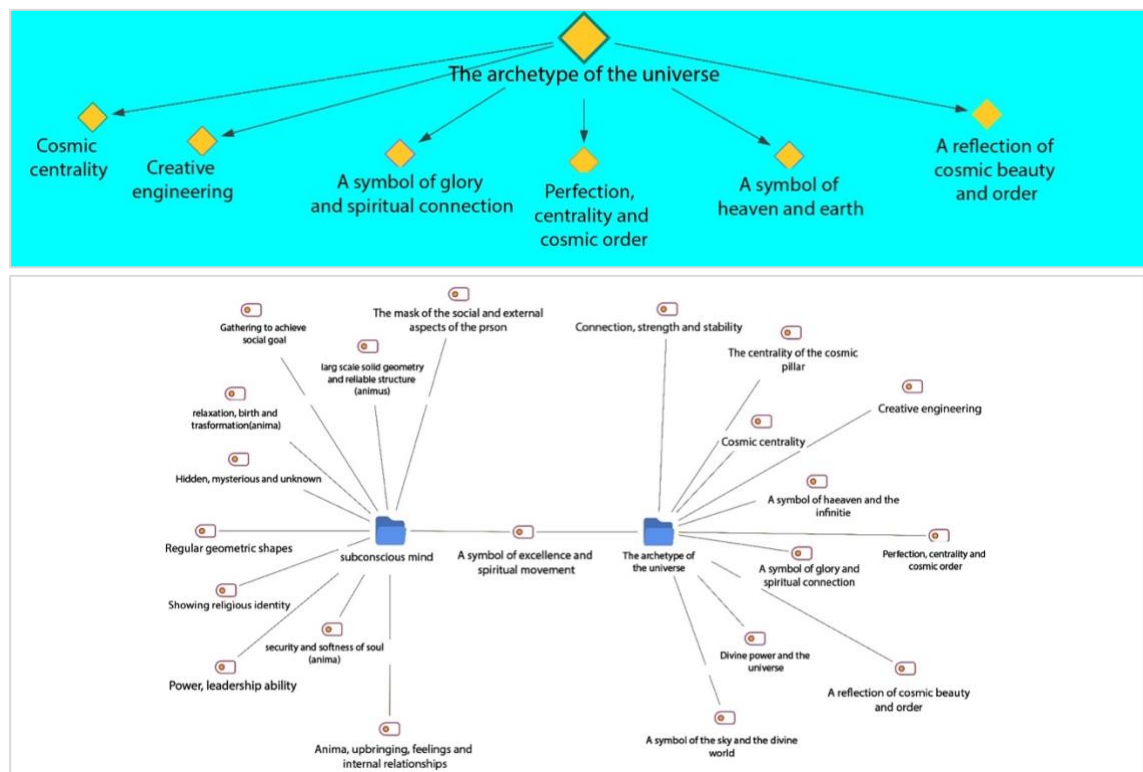 The archetype of the universe
Cosmic
centrality
Creative
engineering
A symbol of glory
and spiritual connection
Perfection,
centrality and
cosmic order
A symbol of
heaven and earth
A reflection of
cosmic beauty
and order
The mask of the social and external
aspects of the prson
Gathering to achieve
social goal
larg scale solid geometry
and reliable structure
(animus)
relaxation, birth and
trasformation(anima)
Hidden, mysterious and unknown
Regular geometric shapes
subconscious mind
Showing religious identity
security and softness of soul
(anima)
Power, leadership ability
Anima, upbringing, feelings and
internal relationships
A symbol of excellence and
spiritual movement
Connection, strength and stability
The centrality of the cosmic
pillar
Creative engineering
Cosmic centrality
A symbol of haeaven and the
infinitie
The archetype of
the universe
Perfection, centrality and
cosmic order
A symbol of glory and
spiritual connection
Divine power and the
universe
A reflection of cosmic beauty
and order
A symbol of the sky and the divine
world